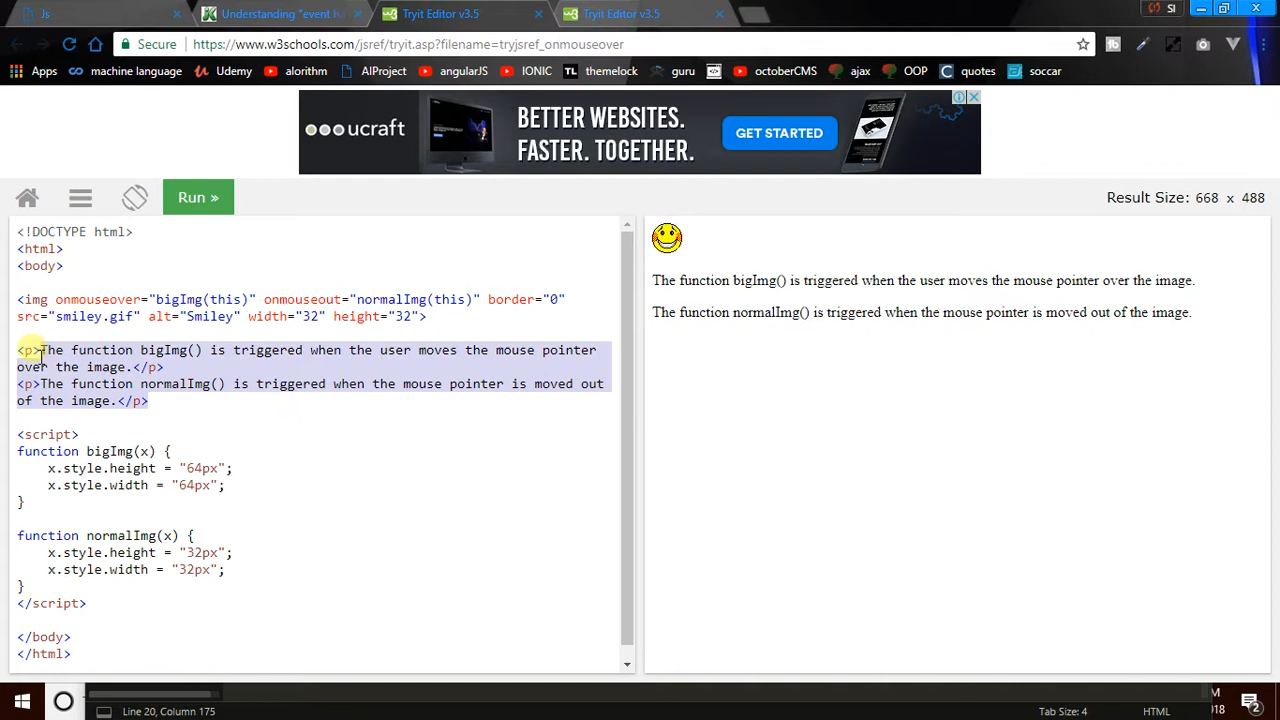 Js
Understanding "event ha
Tryit Editor v3.5
Tryit Editor v3.5
SI
Secure
https://www.w3schools.com/jsref/tryit.asp?filename=tryjsref_onmouseover
Apps
machine language
Udemy
alorithm
AIProject
angularJS
IONIC
TL themelock
guru
octoberCMS
ajax
OOP
quotes
soccar
ucraft
BETTER WEBSITES.
FASTER. TOGETHER.
GET STARTED
Run »
Result Size: 668 x 488
<!DOCTYPE html>
<html>
<body>
<img onmouseover="bigImg(this)" onmouseout="normalImg(this)" border="0"
src="smiley.gif" alt="Smiley" width="32" height="32">
<p>The function bigImg() is triggered when the user moves the mouse pointer
over the image.</p>
<p>The function normalImg() is triggered when the mouse pointer is moved out
of the image.</p>
<script>
function bigImg(x) {
x.style.height = "64px";
x.style.width = "64px";
}
function normalImg(x) {
x.style.height = "32px";
x.style.width = "32px";
}
</script>
</body>
</html>
The function bigImg() is triggered when the user moves the mouse pointer over the image.
The function normalImg() is triggered when the mouse pointer is moved out of the image.
M
018
2
Line 20, Column 175
Tab Size: 4
HTML